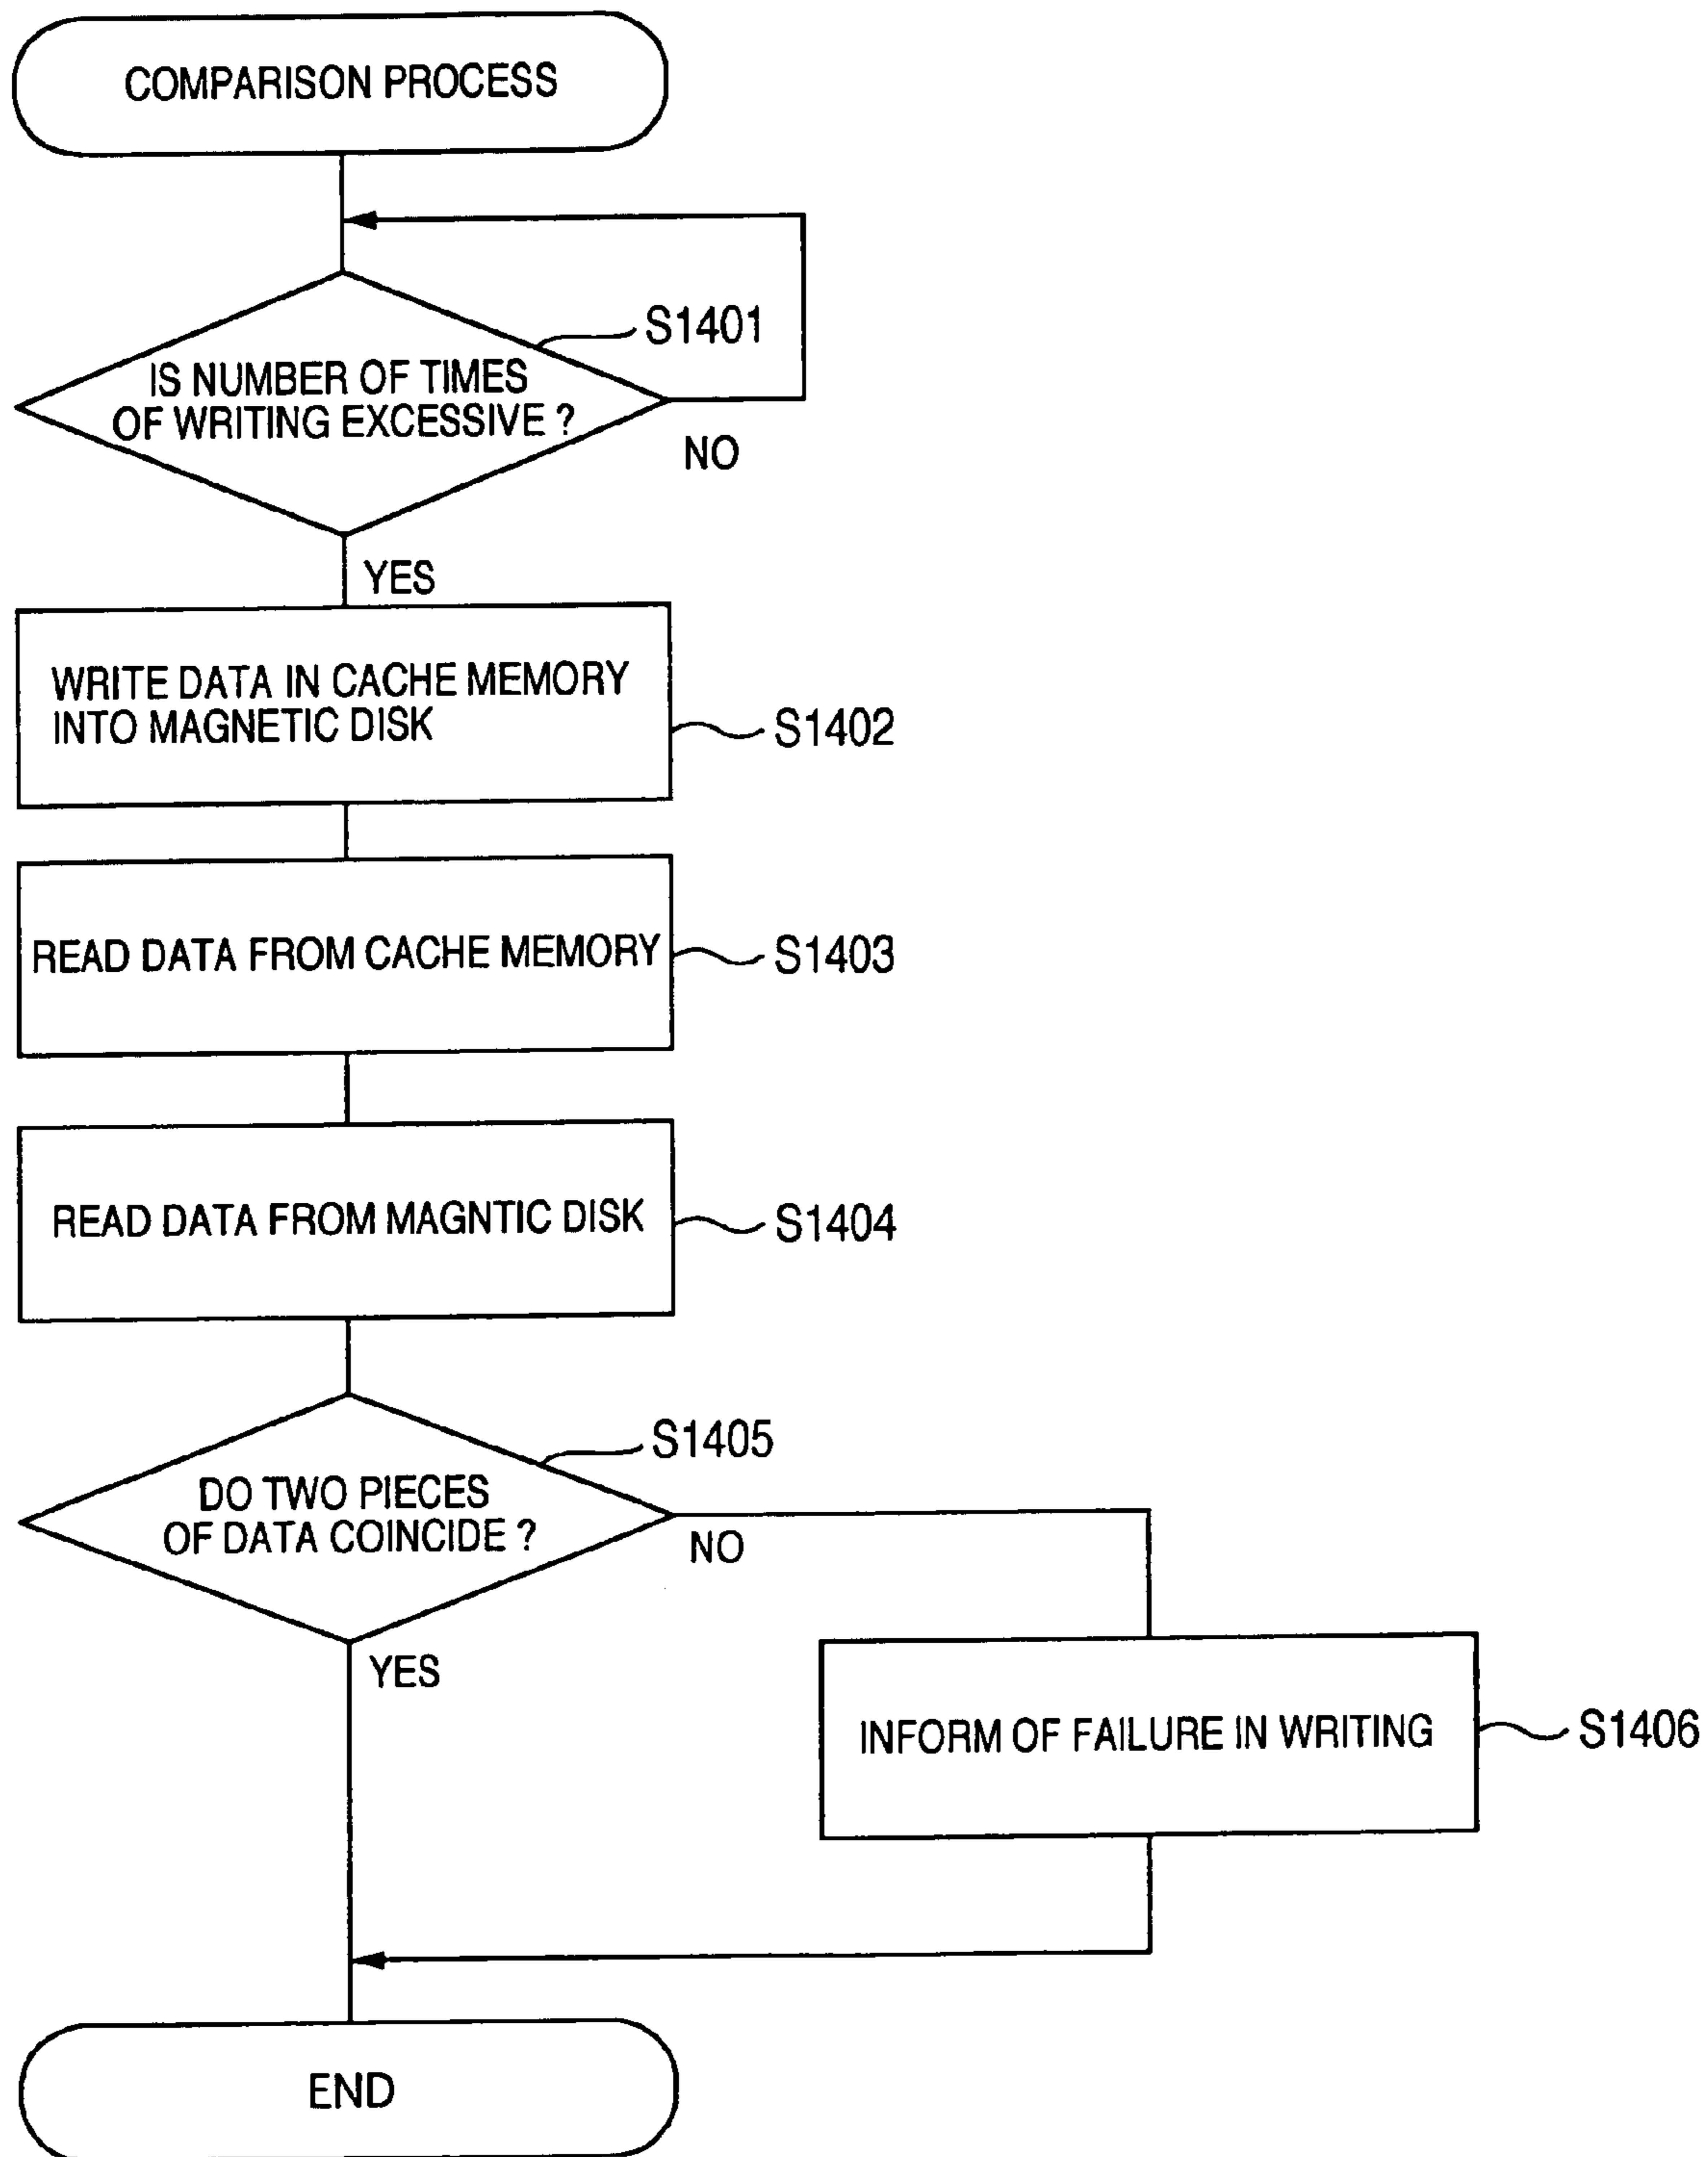 COMPARISON PROCESS
S1401
IS NUMBER OF TIMES
OF WRITING EXCESSIVE ?
NO
YES
WRITE DATA IN CACHE MEMORY
INTO MAGNETIC DISK
S1402
READ DATA FROM CACHE MEMORY
S1403
READ DATA FROM MAGNTIC DISK
S1404
S1405
DO TWO PIECES
OF DATA COINCIDE ?
NO
YES
INFORM OF FAILURE IN WRITING
S1406
END